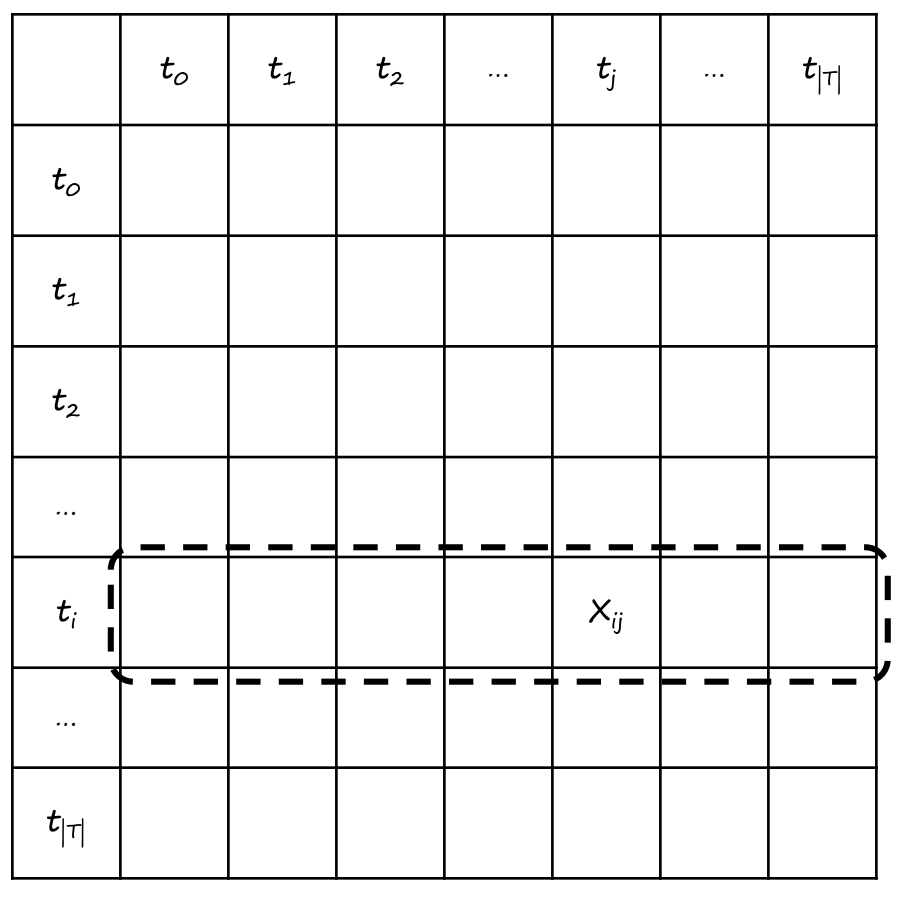 t₀ t₁ t₂ ... tⱼ ... t|T|
t₀
t₁
t₂
...
tᵢ Xᵢⱼ
...
t|T|